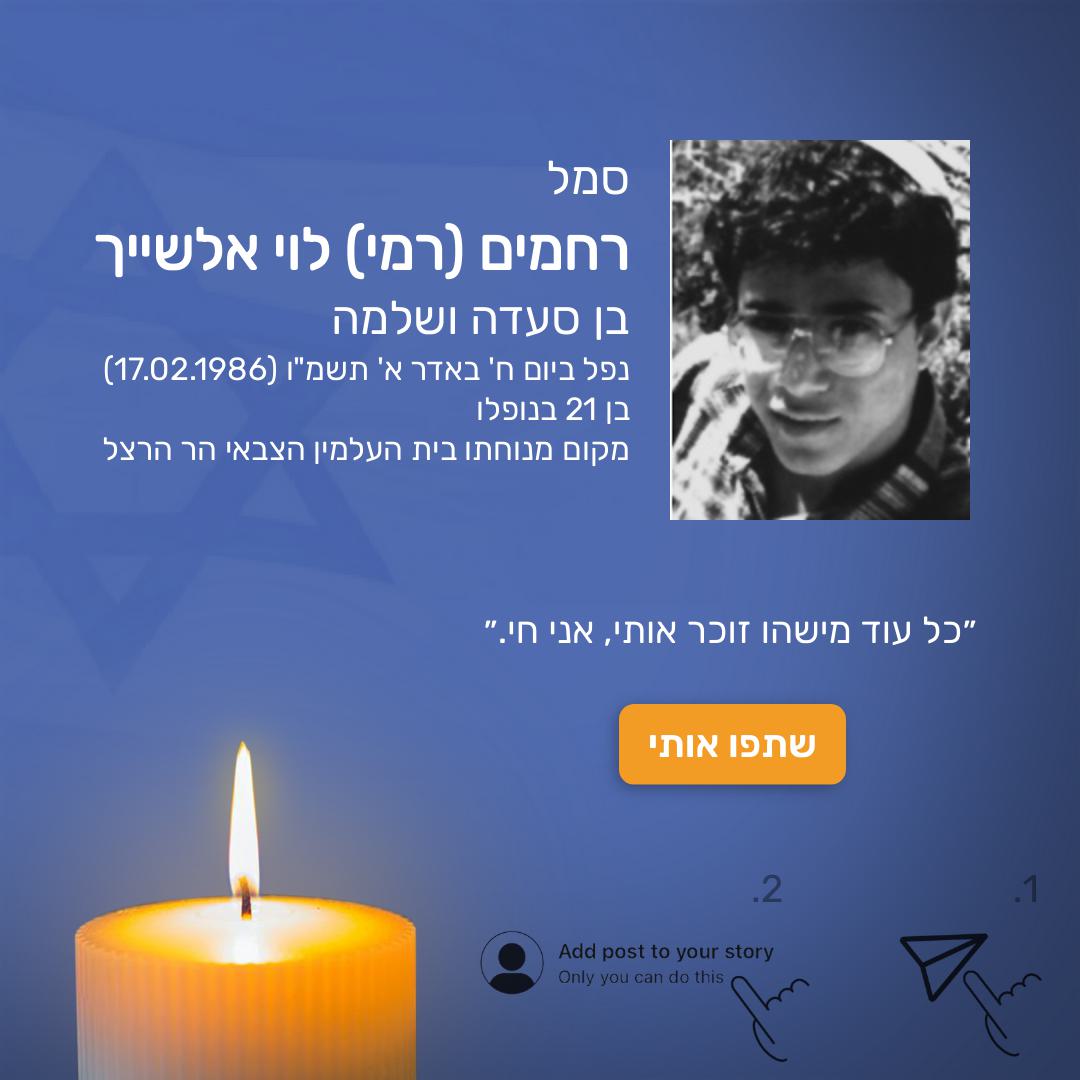 סמל
רחמים (רמי) לוי אלשייך
בן סעדה ושלמה
נפל ביום ח' באדר א' תשמ"ו (17.02.1986)
בן 21 בנופלו
מקום מנוחתו בית העלמין הצבאי הר הרצל
״כל עוד מישהו זוכר אותי, אני חי.״
שתפו אותי
.1
.2
Add post to your story
Only you can do this